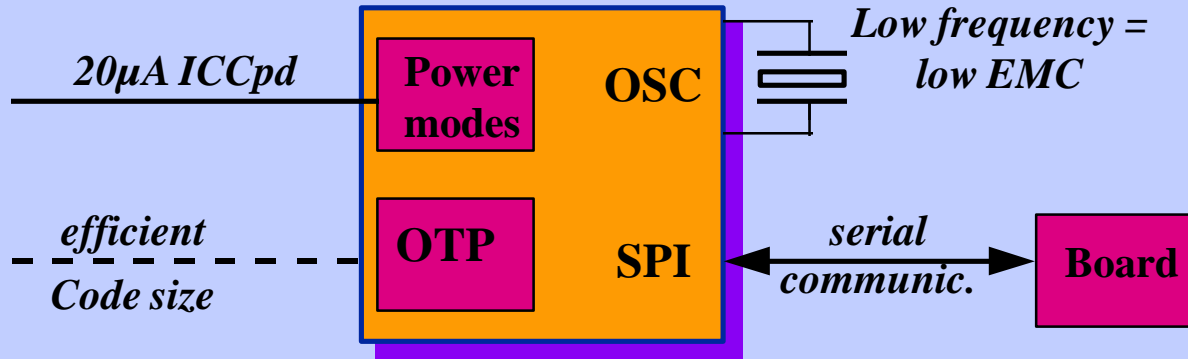 20µA ICCpd
Power
modes
OSC
Low frequency =
low EMC
efficient
Code size
OTP
SPI
serial
communic.
Board